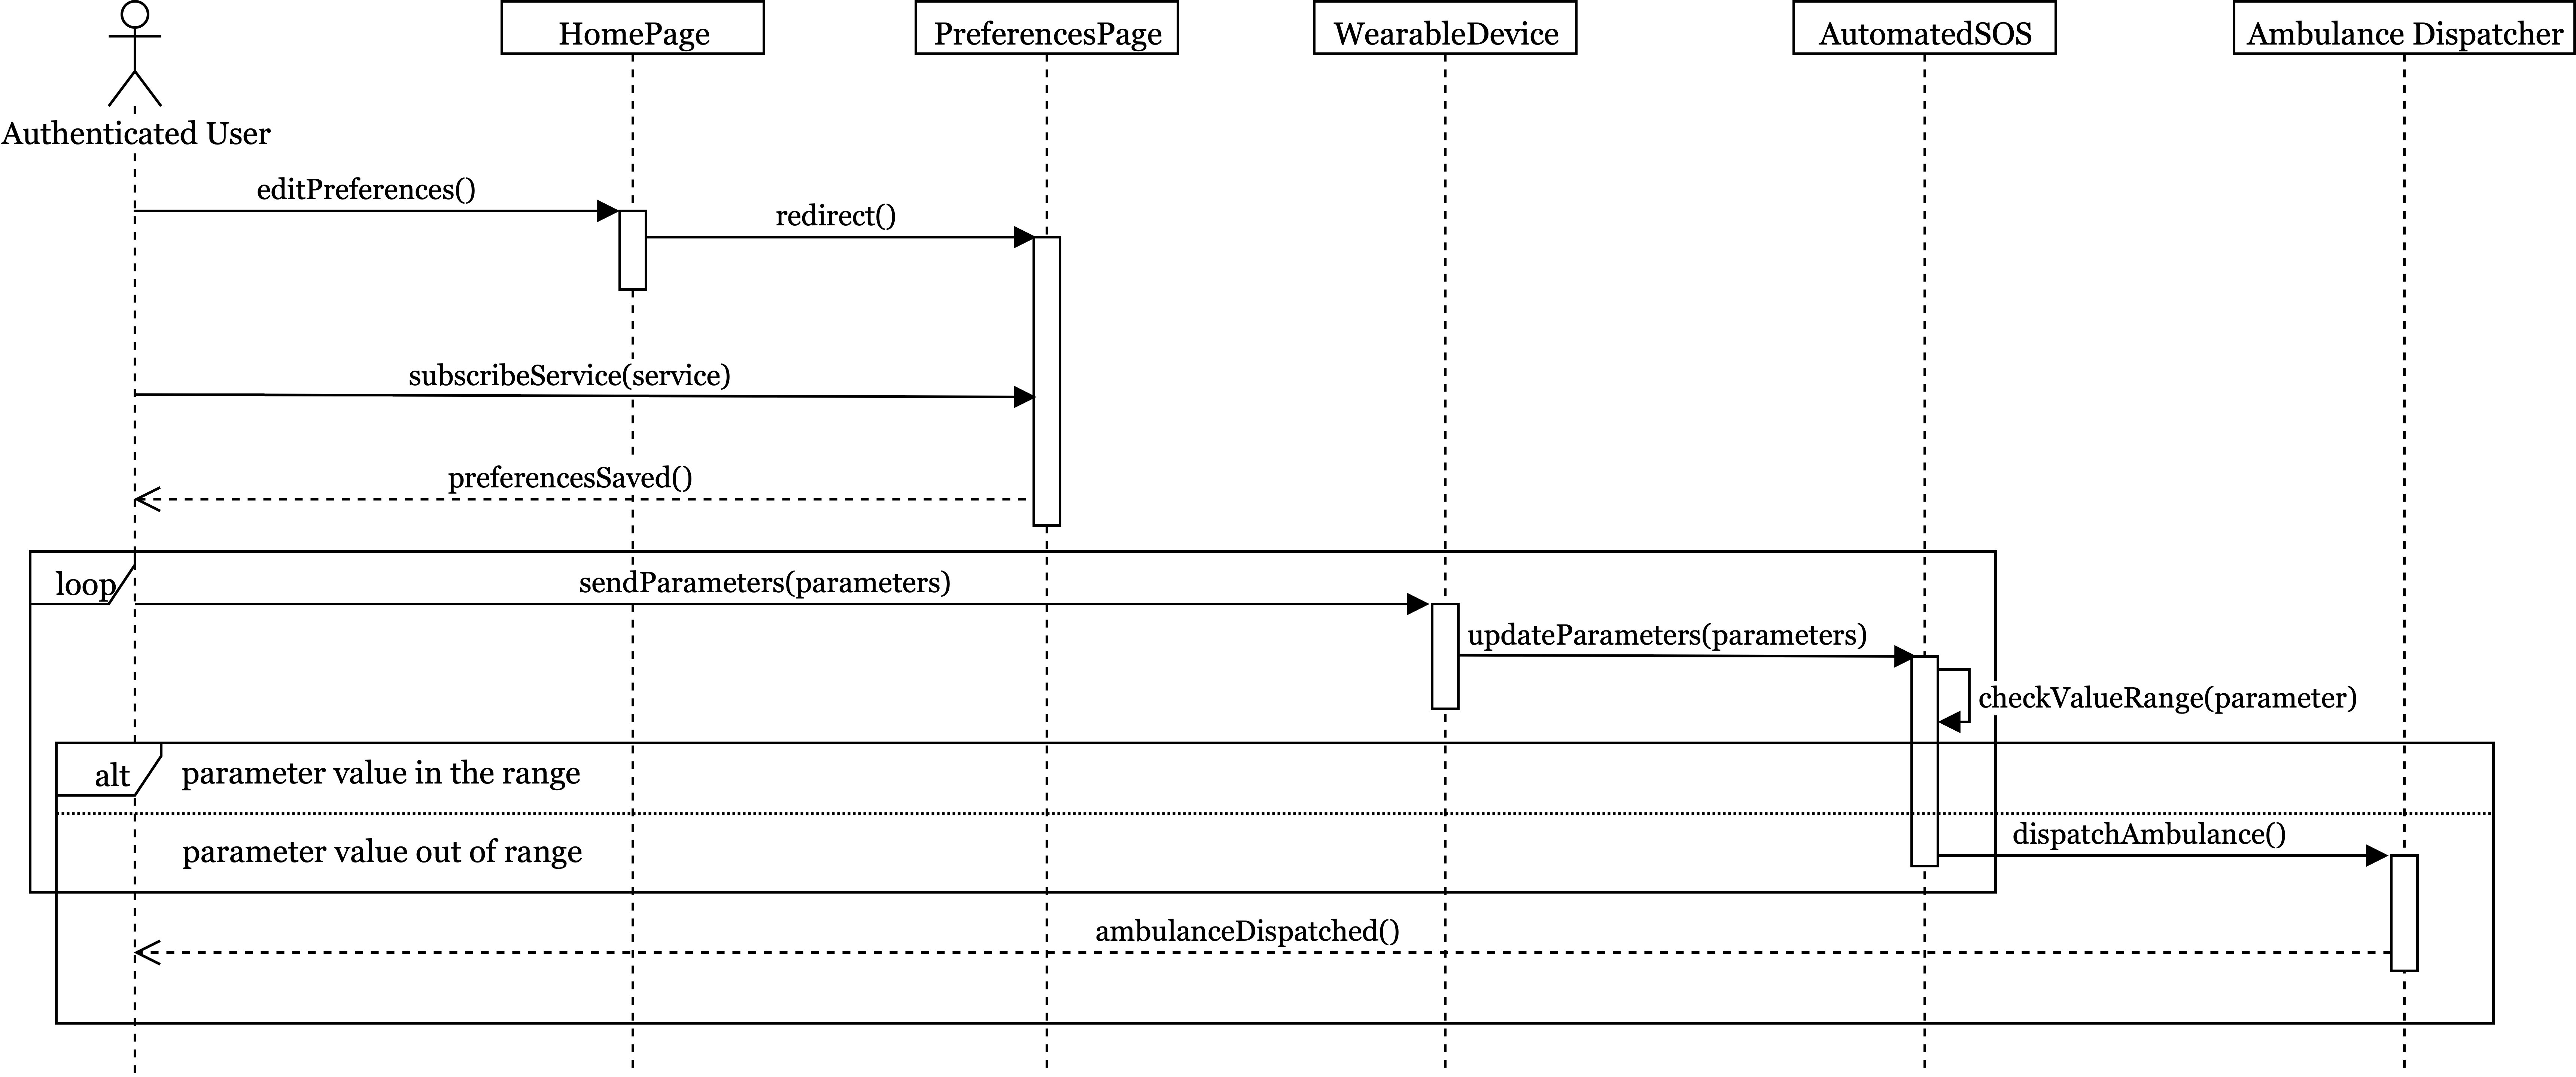 HomePage
PreferencesPage
WearableDevice
AutomatedSOS
Ambulance Dispatcher
Authenticated User
editPreferences()
redirect()
subscribeService(service)
preferencesSaved()
loop
sendParameters(parameters)
updateParameters(parameters)
checkValueRange(parameter)
alt
parameter value in the range
dispatchAmbulance()
parameter value out of range
ambulanceDispatched()